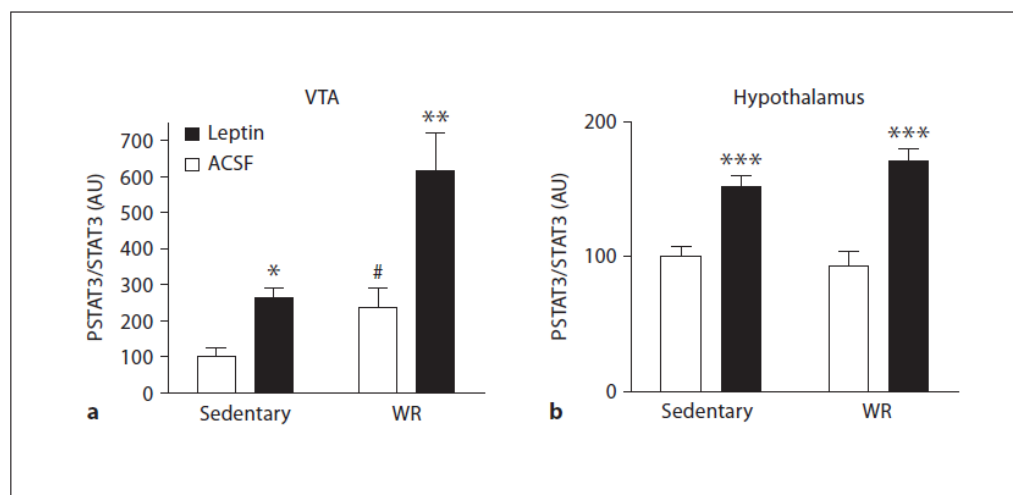 VTA
Leptin
ACSF
PSTAT3/STAT3 (AU)
700
600
500
400
300
200
100
0
*
#
**
Sedentary
WR
a
Hypothalamus
PSTAT3/STAT3 (AU)
200
100
0
***
***
Sedentary
WR
b